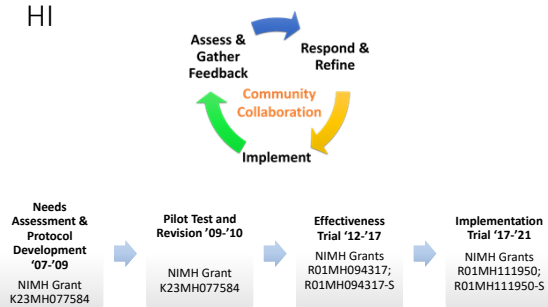 HI
Assess &
Gather
Feedback
Respond &
Refine
Community
Collaboration
Implement
Needs
Assessment &
Protocol
Development
‘07-’09
NIMH Grant
K23MH077584
Pilot Test and
Revision ’09-’10
NIMH Grant
K23MH077584
Effectiveness
Trial ‘12-’17
NIMH Grants
R01MH094317;
R01MH094317-S
Implementation
Trial ‘17-’21
NIMH Grants
R01MH111950;
R01MH111950-S